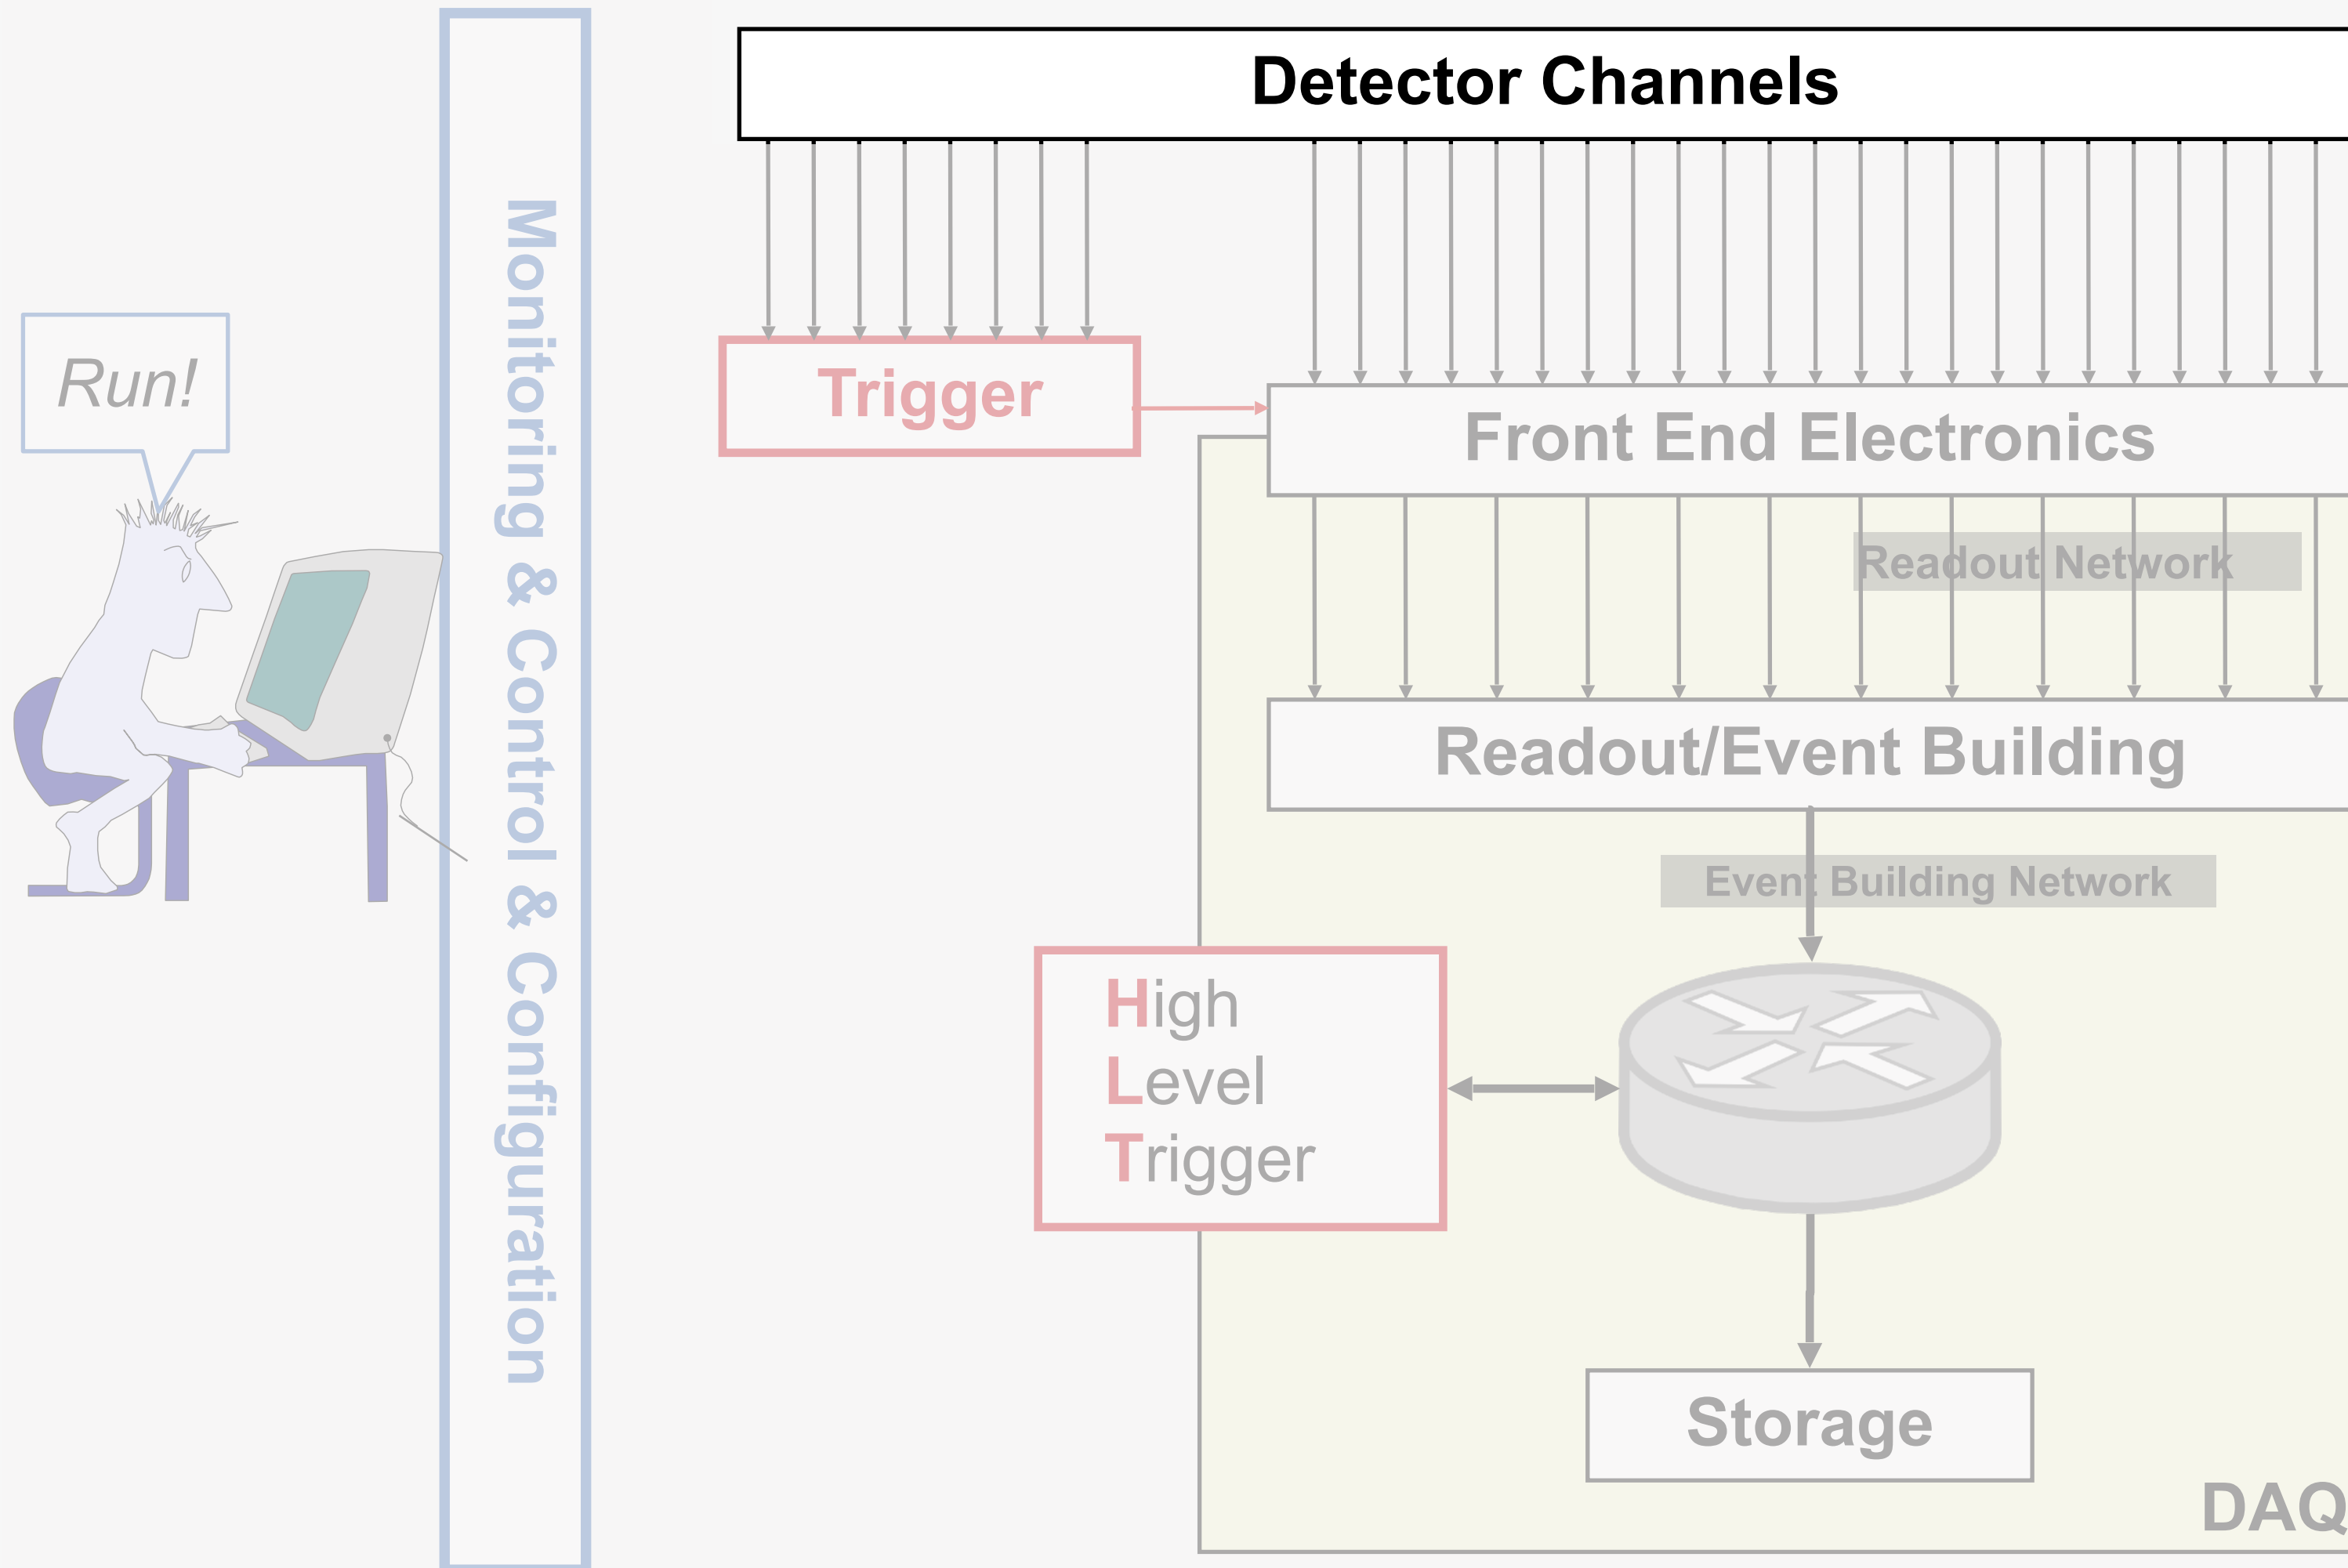 Detector Channels
Run!
Monitoring & Control & Configuration
Trigger
Front End Electronics
Readout Network
Readout/Event Building
Event Building Network
High
Level
Trigger
Storage
DAQ